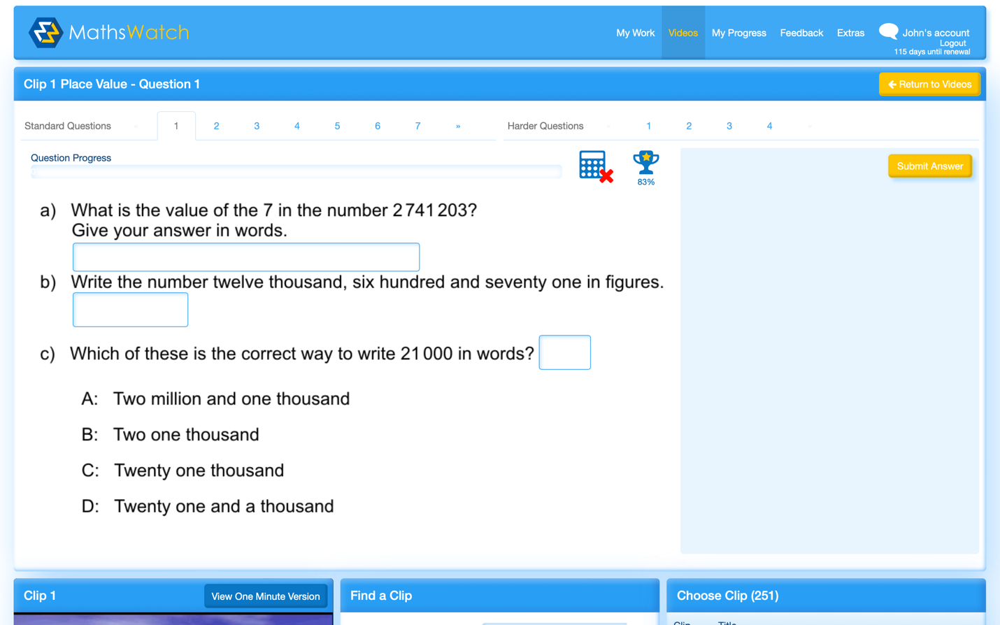 MathsWatch
My Work
Videos
My Progress
Feedback
Extras
John's account
Logout
115 days until renewal
Clip 1 Place Value - Question 1
Return to Videos
Standard Questions
1
2
3
4
5
6
7
»
Harder Questions
1
2
3
4
Question Progress
83%
Submit Answer
a) What is the value of the 7 in the number 2 741 203?
Give your answer in words.
b) Write the number twelve thousand, six hundred and seventy one in figures.
c) Which of these is the correct way to write 21 000 in words?
A: Two million and one thousand
B: Two one thousand
C: Twenty one thousand
D: Twenty one and a thousand
Clip 1
View One Minute Version
Find a Clip
Choose Clip (251)
Clip Title